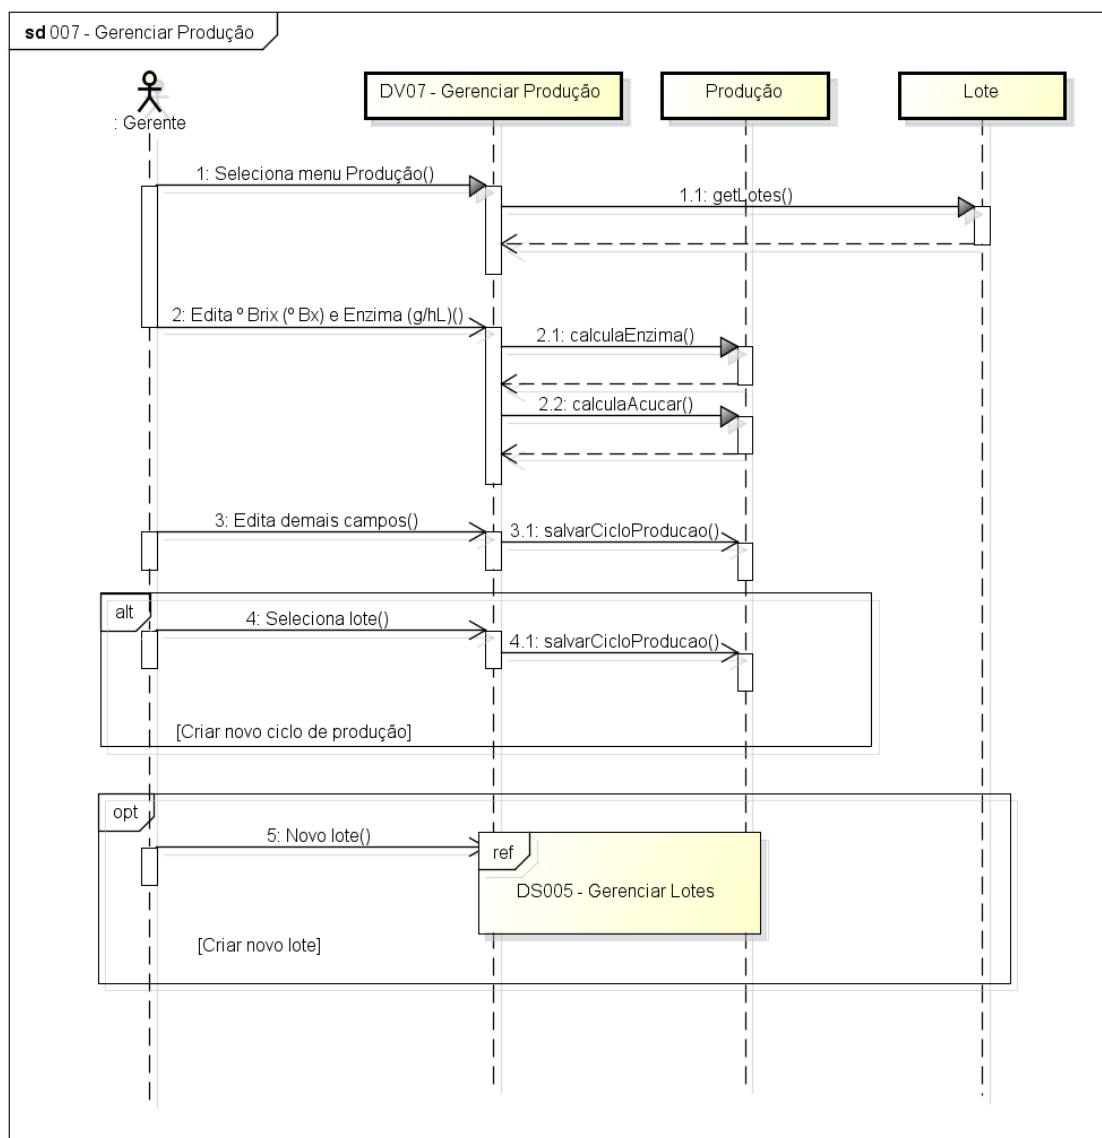 sd 007 - Gerenciar Produção
DV07 - Gerenciar Produção
Produção
Lote
: Gerente
1: Seleciona menu Produção()
1.1: getLotes()
2: Edita º Brix (º Bx) e Enzima (g/hL)()
2.1: calculaEnzima()
2.2: calculaAcucar()
3: Edita demais campos()
3.1: salvarCicloProducao()
alt
4: Seleciona lote()
4.1: salvarCicloProducao()
[Criar novo ciclo de produção]
opt
5: Novo lote()
ref
DS005 - Gerenciar Lotes
[Criar novo lote]